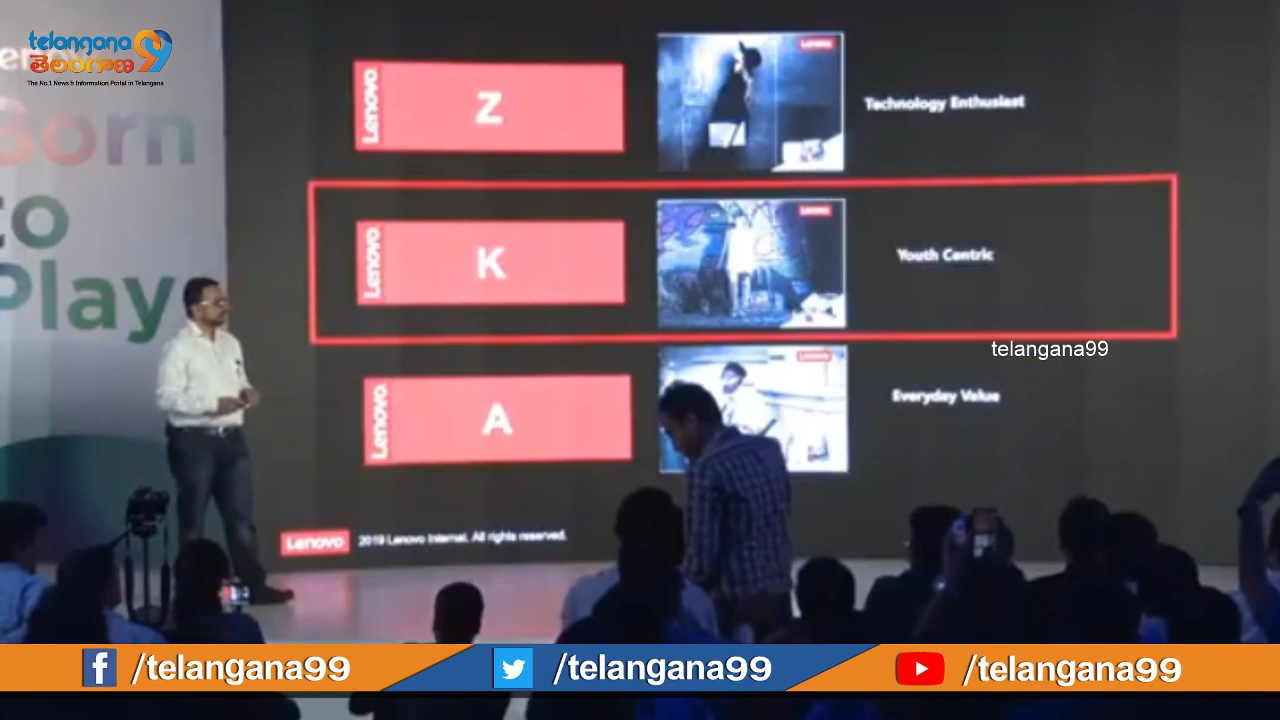 telangana99
తెలంగాణ
The No.1 News & Information Portal in Telangana
Born
to
Play
Lenovo
Z
Lenovo
Technology Enthusiast
Lenovo
K
Lenovo
Youth Centric
telangana99
Lenovo
A
Lenovo
Everyday Value
Lenovo 2019 Lenovo Internal. All rights reserved.
/telangana99 /telangana99 /telangana99